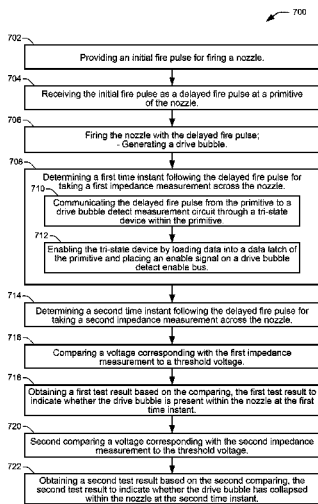 700
702
Providing an initial fire pulse for firing a nozzle.
704
Receiving the initial fire pulse as a delayed fire pulse at a primitive
of the nozzle.
706
Firing the nozzle with the delayed fire pulse;
- Generating a drive bubble.
708
Determining a first time instant following the delayed fire pulse for
taking a first impedance measurement across the nozzle.
710
Communicating the delayed fire pulse from the primitive to a
drive bubble detect measurement circuit through a tri-state
device within the primitive.
712
Enabling the tri-state device by loading data into a data latch of
the primitive and placing an enable signal on a drive bubble
detect enable bus.
714
Determining a second time instant following the delayed fire pulse for
taking a second impedance measurement across the nozzle.
716
Comparing a voltage corresponding with the first impedance
measurement to a threshold voltage.
718
Obtaining a first test result based on the comparing, the first test result to
indicate whether the drive bubble is present within the nozzle at the first
time instant.
720
Second comparing a voltage corresponding with the second impedance
measurement to the threshold voltage.
722
Obtaining a second test result based on the second comparing, the
second test result to indicate whether the drive bubble has collapsed
within the nozzle at the second time instant.